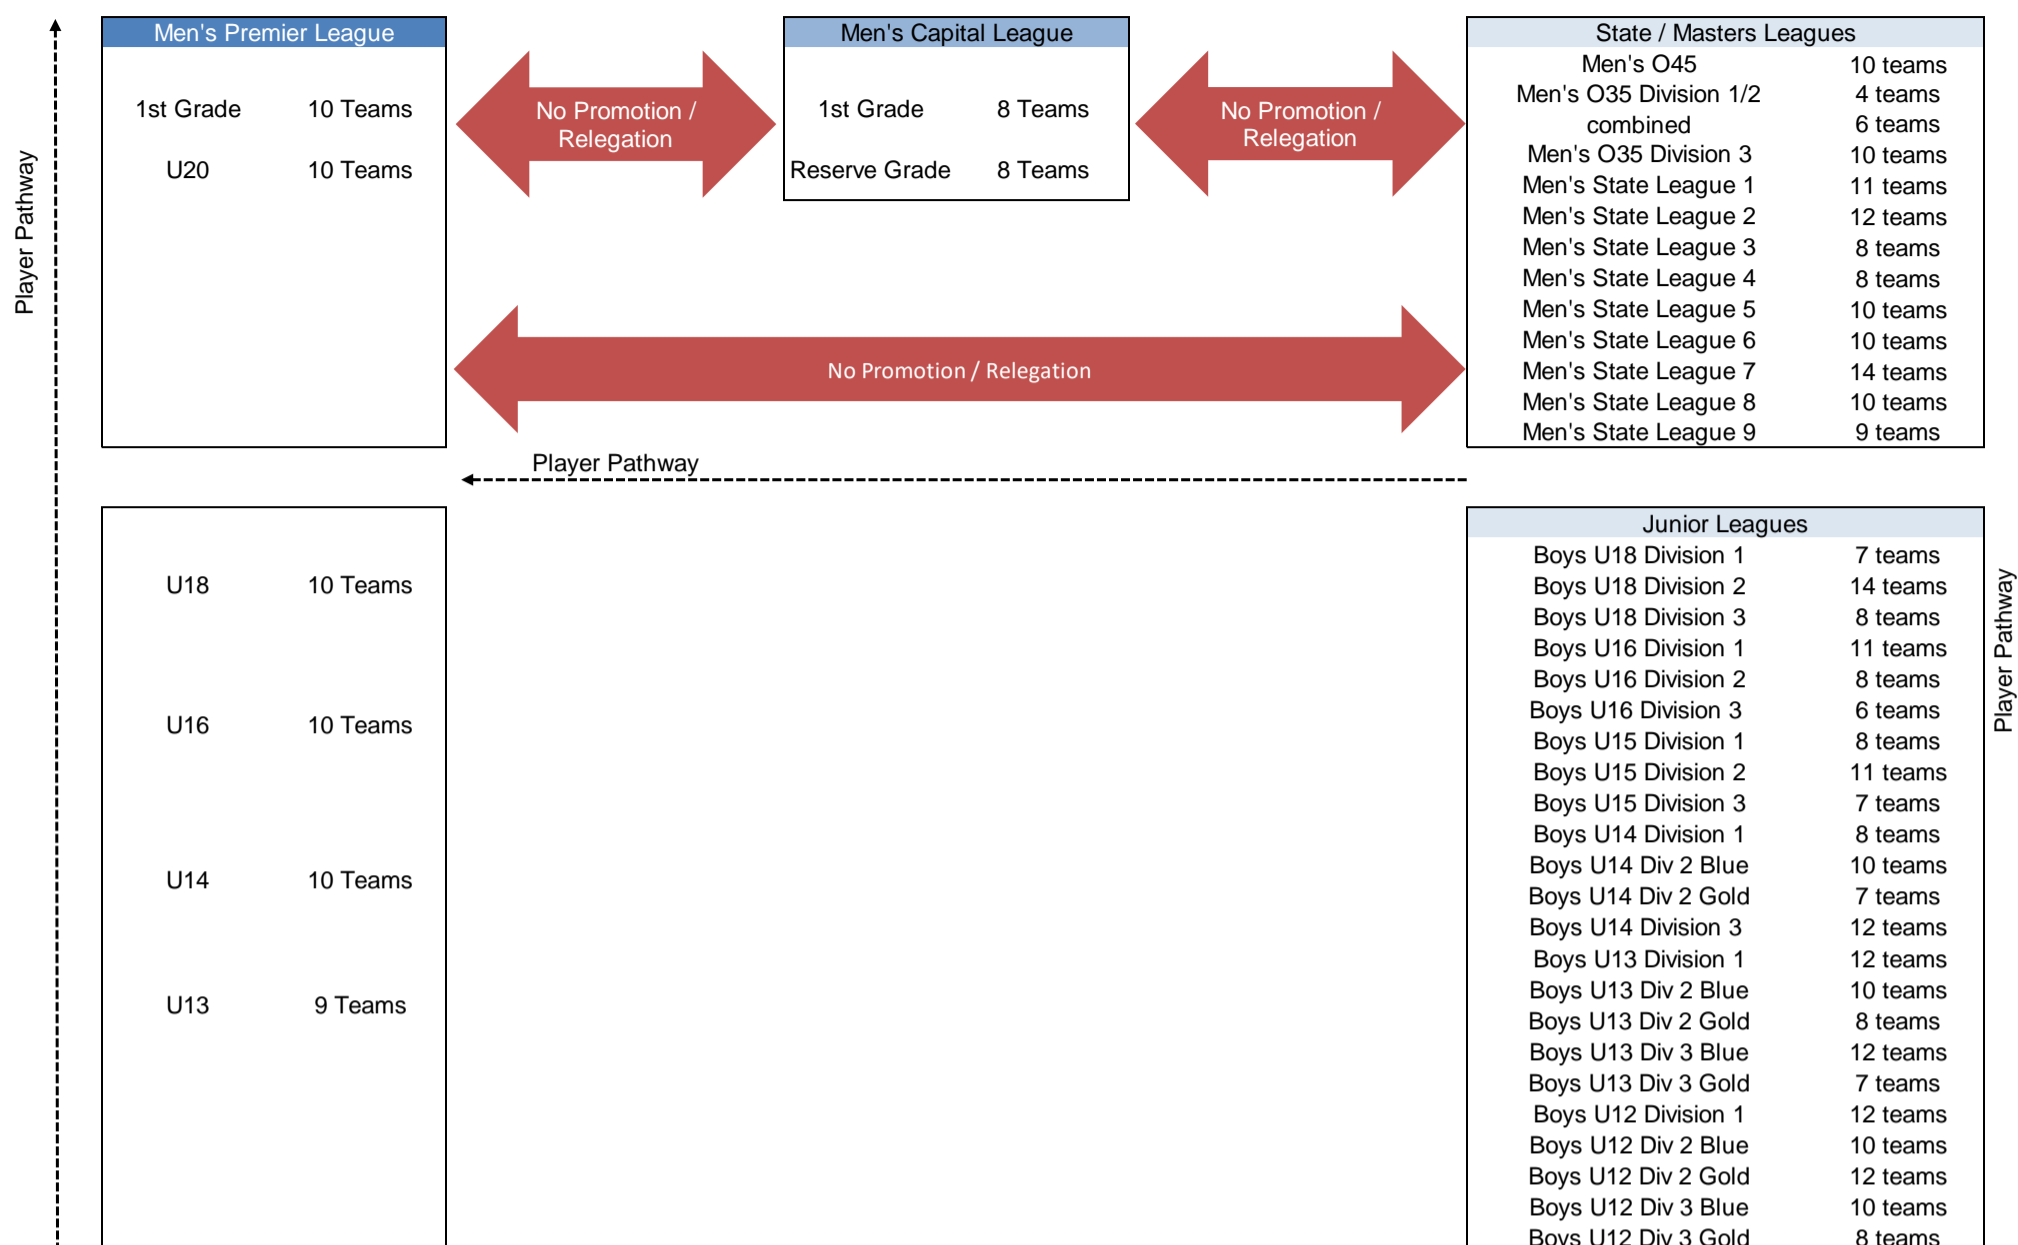 Player Pathway
Men's Premier League
1st Grade 10 Teams
U20 10 Teams
No Promotion /
Relegation
Men's Capital League
1st Grade 8 Teams
Reserve Grade 8 Teams
No Promotion /
Relegation
State / Masters Leagues
Men's O45 10 teams
Men's O35 Division 1/2 4 teams
combined 6 teams
Men's O35 Division 3 10 teams
Men's State League 1 11 teams
Men's State League 2 12 teams
Men's State League 3 8 teams
Men's State League 4 8 teams
Men's State League 5 10 teams
Men's State League 6 10 teams
Men's State League 7 14 teams
Men's State League 8 10 teams
Men's State League 9 9 teams
No Promotion / Relegation
Player Pathway
U18 10 Teams
U16 10 Teams
U14 10 Teams
U13 9 Teams
Junior Leagues
Boys U18 Division 1 7 teams
Boys U18 Division 2 14 teams
Boys U18 Division 3 8 teams
Boys U16 Division 1 11 teams
Boys U16 Division 2 8 teams
Boys U16 Division 3 6 teams
Boys U15 Division 1 8 teams
Boys U15 Division 2 11 teams
Boys U15 Division 3 7 teams
Boys U14 Division 1 8 teams
Boys U14 Div 2 Blue 10 teams
Boys U14 Div 2 Gold 7 teams
Boys U14 Division 3 12 teams
Boys U13 Division 1 12 teams
Boys U13 Div 2 Blue 10 teams
Boys U13 Div 2 Gold 8 teams
Boys U13 Div 3 Blue 12 teams
Boys U13 Div 3 Gold 7 teams
Boys U12 Division 1 12 teams
Boys U12 Div 2 Blue 10 teams
Boys U12 Div 2 Gold 12 teams
Boys U12 Div 3 Blue 10 teams
Boys U12 Div 3 Gold 8 teams
Player Pathway